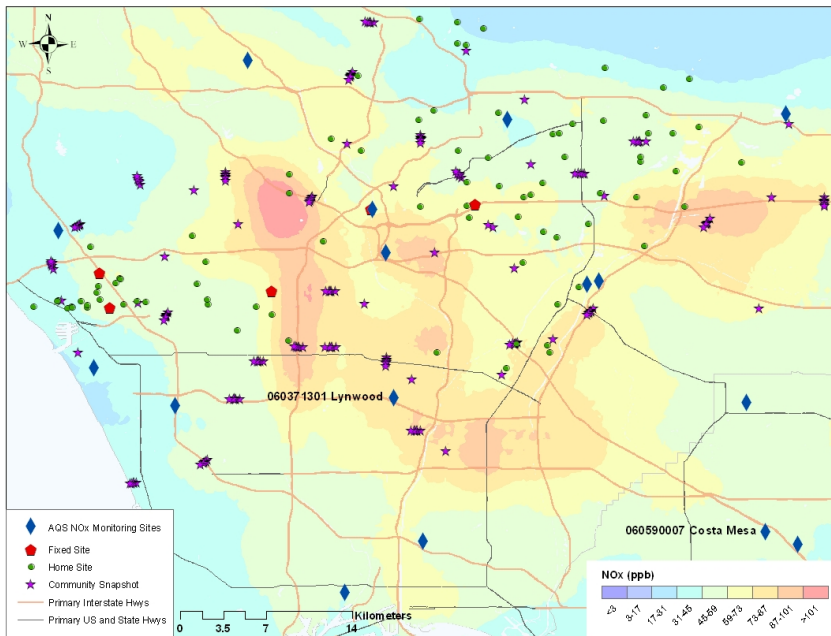 N
W E
S
060371301 Lynwood
060590007 Costa Mesa
AQS NOx Monitoring Sites
Fixed Site
Home Site
Community Snapshot
Primary Interstate Hwys
Primary US and State Hwys
Kilometers
0 3.5 7 14
NOx (ppb)
<3 3-17 17-31 31-45 45-59 59-73 73-87 87-101 >101